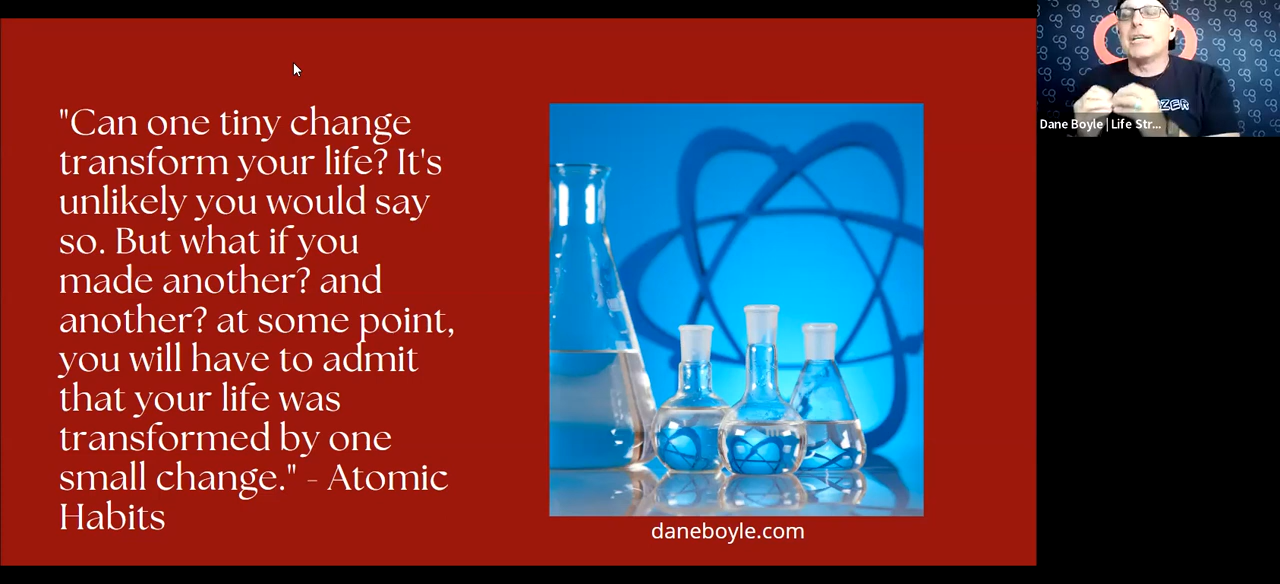 "Can one tiny change
transform your life? It's
unlikely you would say
so. But what if you
made another? and
another? at some point,
you will have to admit
that your life was
transformed by one
small change." - Atomic
Habits
daneboyle.com
Dane Boyle | Life Str...